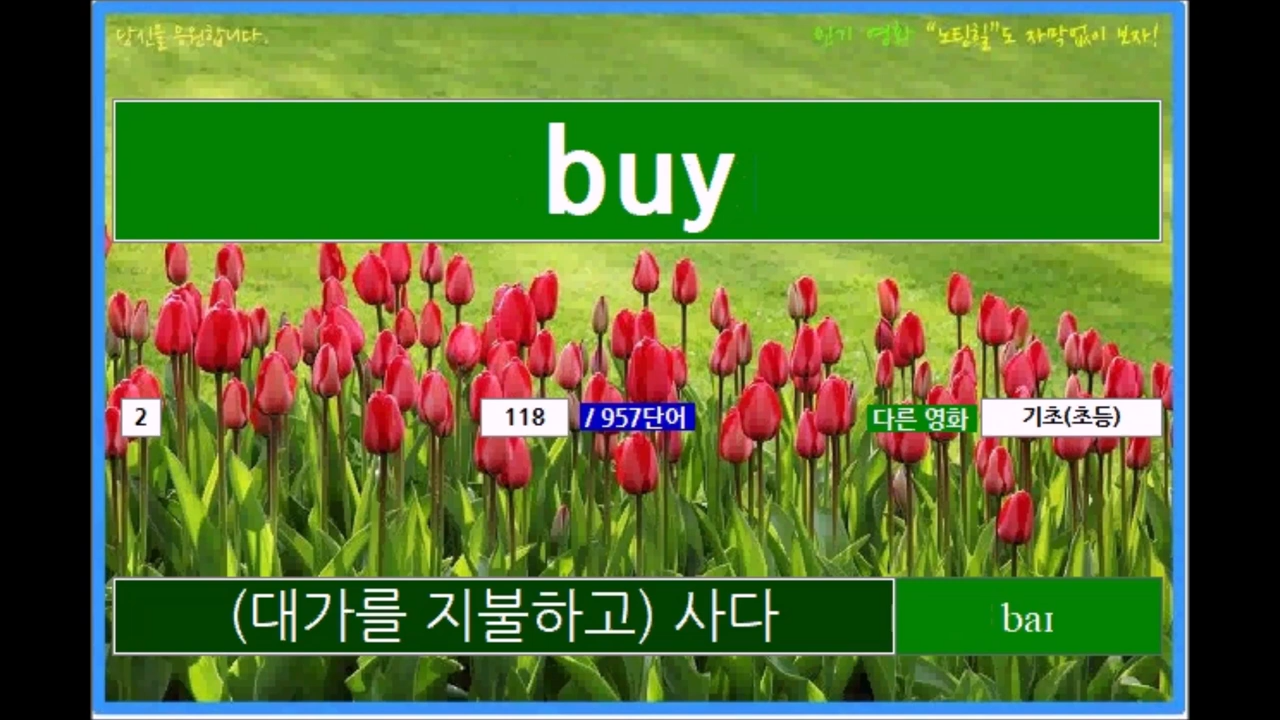 당신을 응원합니다.
인기 영화 "노팅힐"도 자막없이 보자!
buy
2
118 / 957단어
다른 영화 기초(초등)
(대가를 지불하고) 사다
baɪ